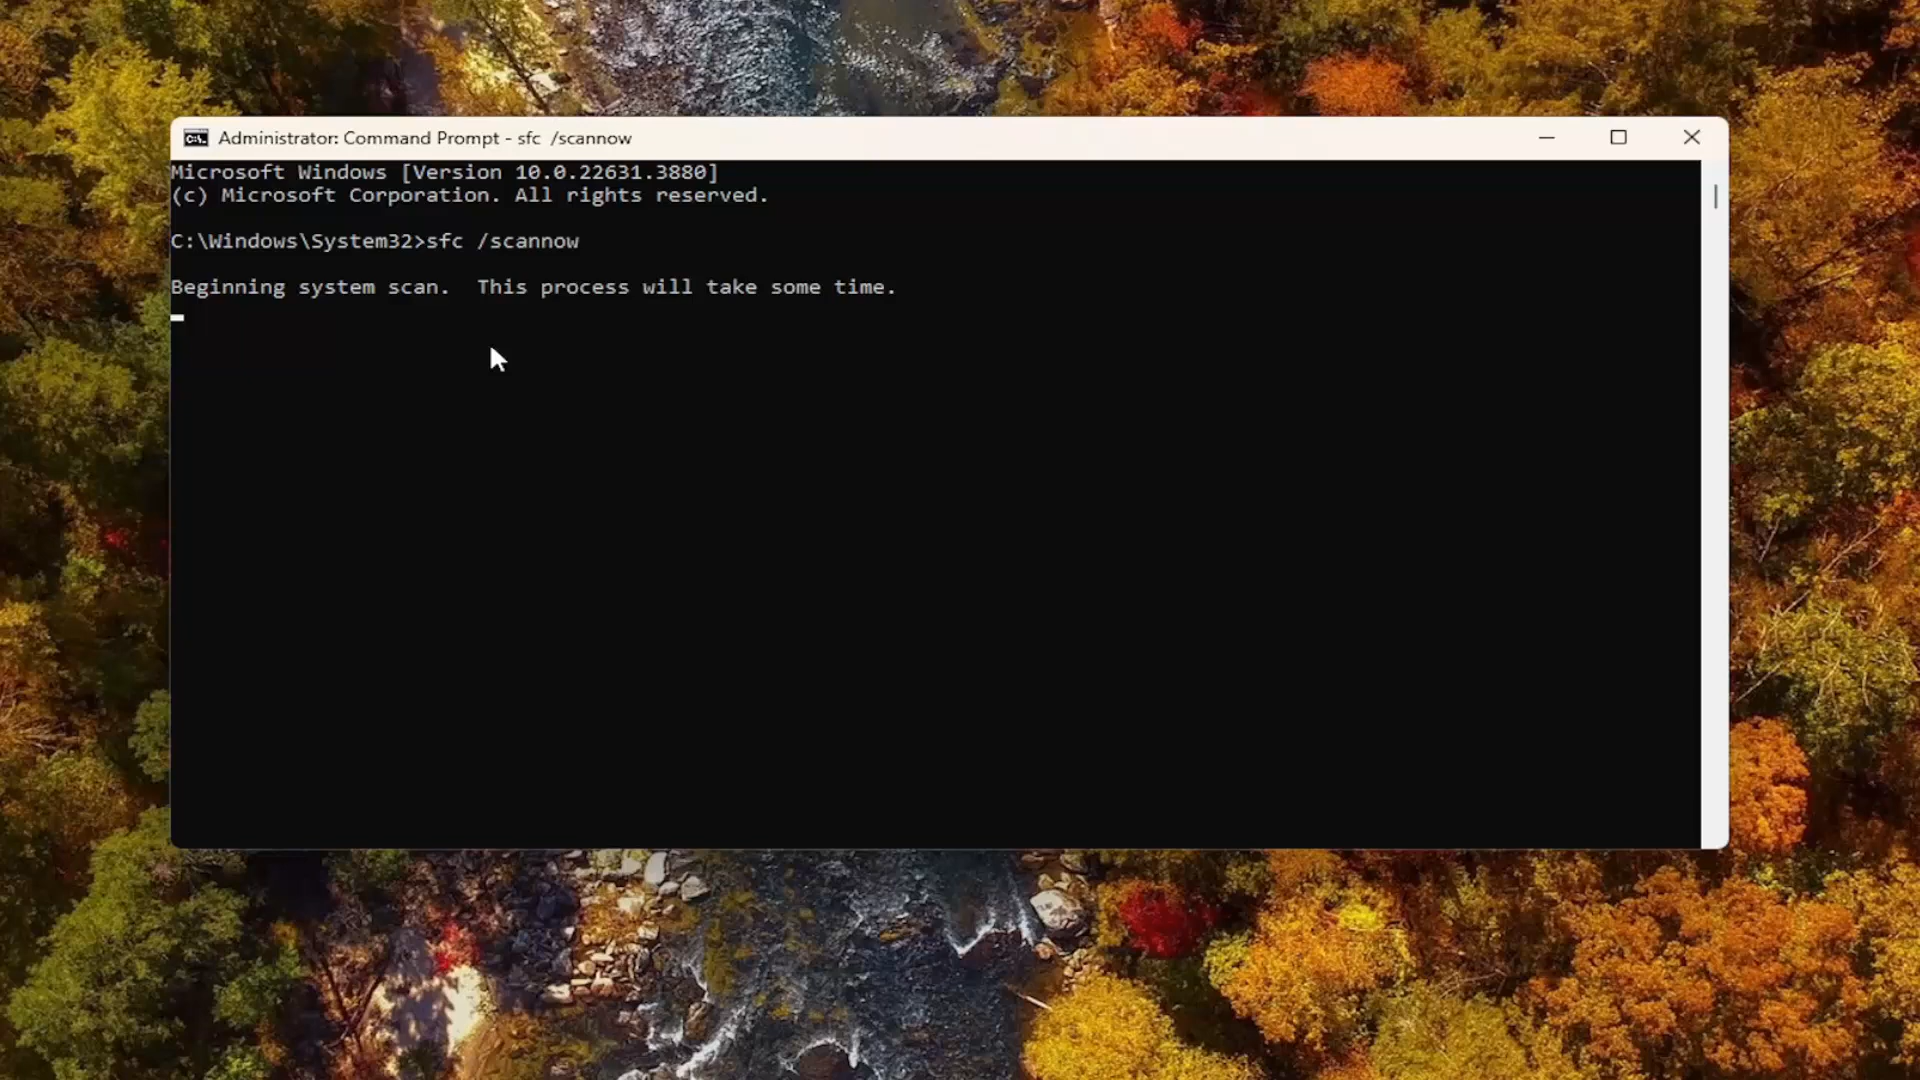 Administrator: Command Prompt - sfc  /scannow
Microsoft Windows [Version 10.0.22631.3880]
(c) Microsoft Corporation. All rights reserved.
C:\Windows\System32>sfc /scannow
Beginning system scan.  This process will take some time.